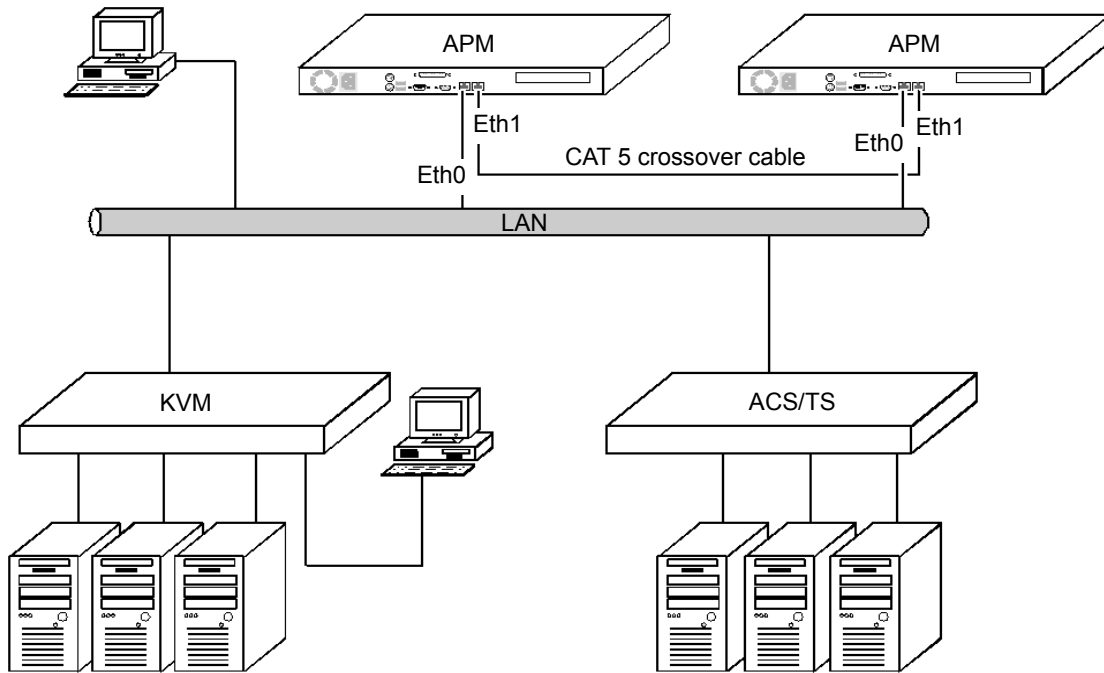 APM
APM
Eth1
Eth1
Eth0
CAT 5 crossover cable
Eth0
LAN
KVM
ACS/TS